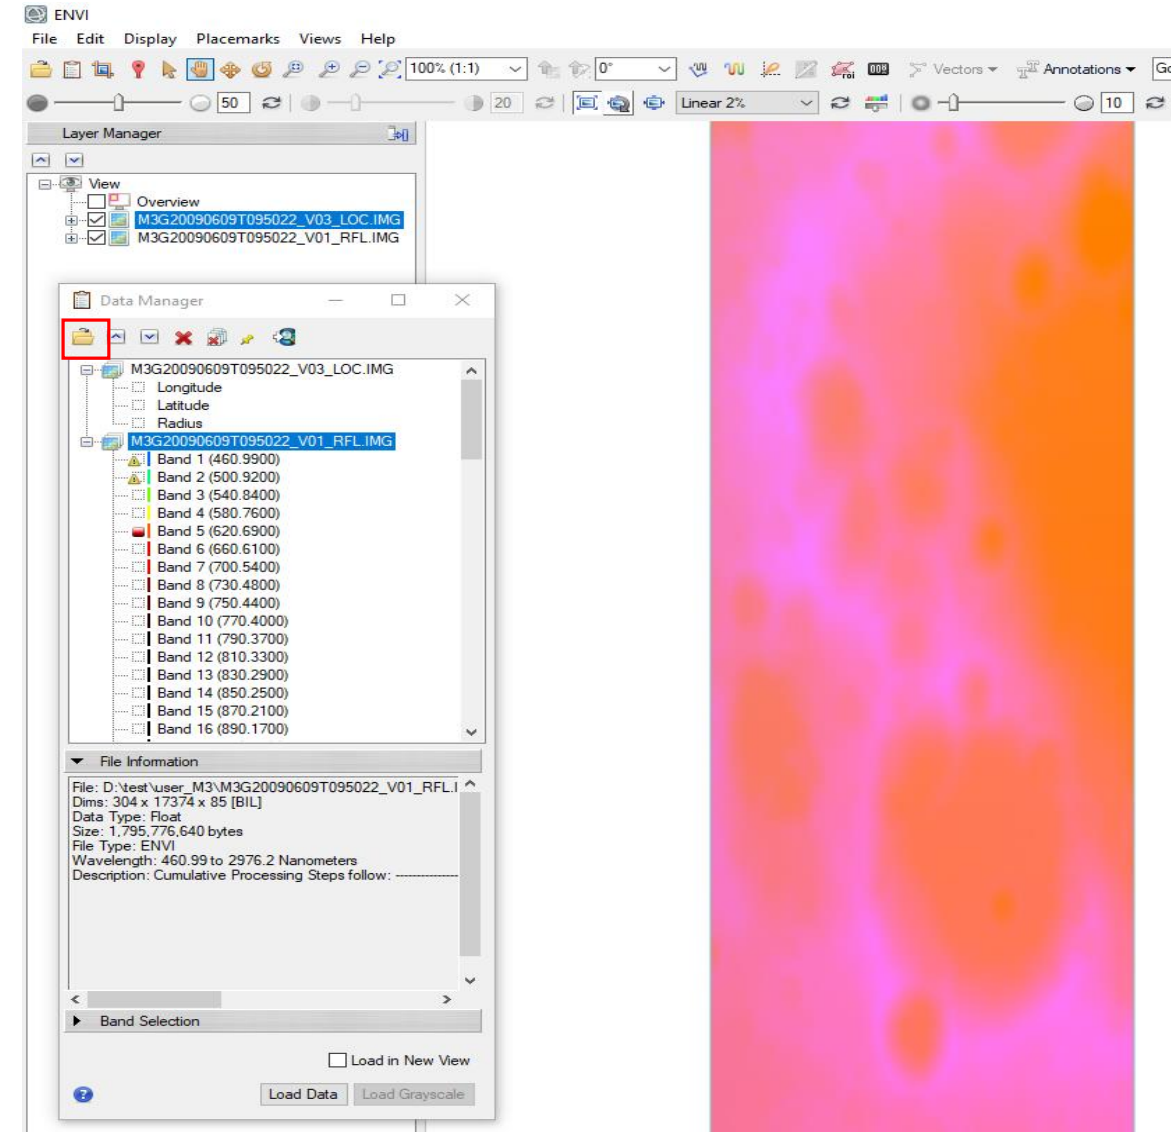 ENVI
File Edit Display Placemarks Views Help
100% (1:1) 0° roi Vectors Annotations Go
50 20 Linear 2% 10
Layer Manager
View
Overview
M3G20090609T095022_V03_LOC.IMG
M3G20090609T095022_V01_RFL.IMG
Data Manager
M3G20090609T095022_V03_LOC.IMG
Longitude
Latitude
Radius
M3G20090609T095022_V01_RFL.IMG
Band 1 (460.9900)
Band 2 (500.9200)
Band 3 (540.8400)
Band 4 (580.7600)
Band 5 (620.6900)
Band 6 (660.6100)
Band 7 (700.5400)
Band 8 (730.4800)
Band 9 (750.4400)
Band 10 (770.4000)
Band 11 (790.3700)
Band 12 (810.3300)
Band 13 (830.2900)
Band 14 (850.2500)
Band 15 (870.2100)
Band 16 (890.1700)
File Information
File: D:\test\user_M3\M3G20090609T095022_V01_RFL.I
Dims: 304 x 17374 x 85 [BIL]
Data Type: Float
Size: 1,795,776,640 bytes
File Type: ENVI
Wavelength: 460.99 to 2976.2 Nanometers
Description: Cumulative Processing Steps follow: ---------------
Band Selection
Load in New View
Load Data Load Grayscale